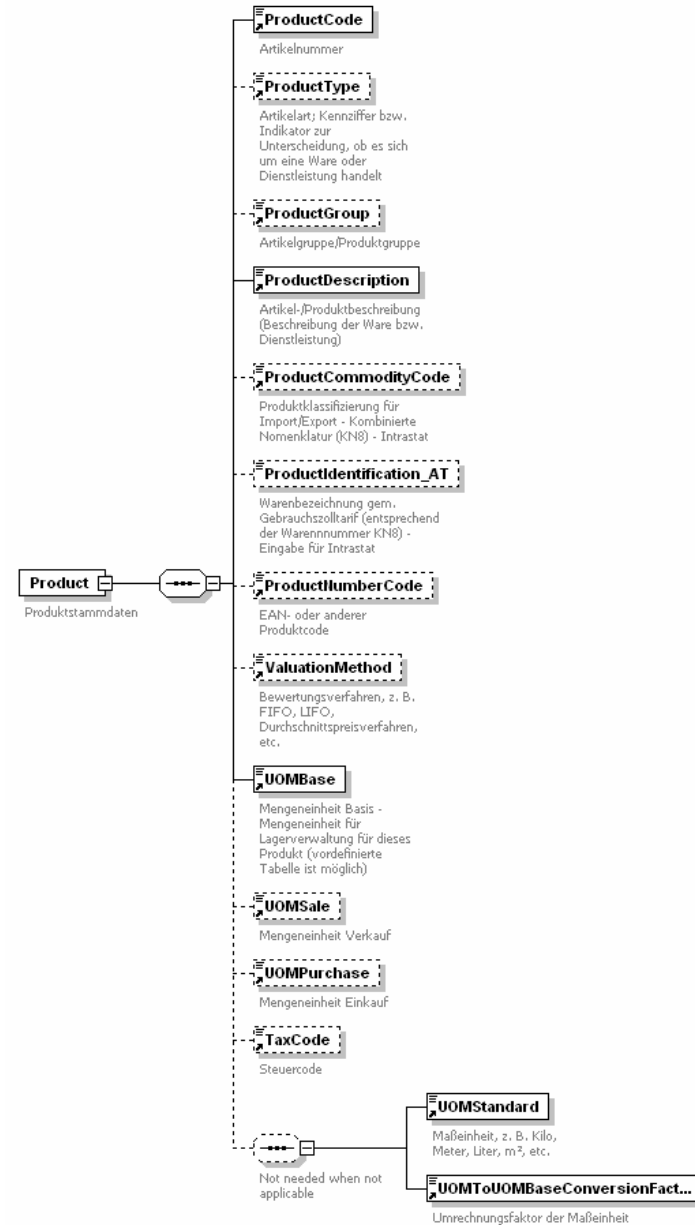 ProductCode
Artikelnummer
ProductType
Artikelart; Kennziffer bzw.
Indikator zur
Unterscheidung, ob es sich
um eine Ware oder
Dienstleistung handelt
ProductGroup
Artikelgruppe/Produktgruppe
ProductDescription
Artikel-/Produktbeschreibung
(Beschreibung der Ware bzw.
Dienstleistung)
ProductCommodityCode
Produktklassifizierung für
Import/Export - Kombinierte
Nomenklatur (KN8) - Intrastat
ProductIdentification_AT
Warenbezeichnung gem.
Gebrauchszolltarif (entsprechend
der Warennnummer KN8) -
Eingabe für Intrastat
Product
Produktstammdaten
ProductNumberCode
EAN- oder anderer
Produktcode
ValuationMethod
Bewertungsverfahren, z. B.
FIFO, LIFO,
Durchschnittspreisverfahren,
etc.
UOMBase
Mengeneinheit Basis -
Mengeneinheit für
Lagerverwaltung für dieses
Produkt (vordefinierte
Tabelle ist möglich)
UOMSale
Mengeneinheit Verkauf
UOMPurchase
Mengeneinheit Einkauf
TaxCode
Steuercode
Not needed when not
applicable
UOMStandard
Maßeinheit, z. B. Kilo,
Meter, Liter, m², etc.
UOMToUOMBaseConversionFact...
Umrechnungsfaktor der Maßeinheit